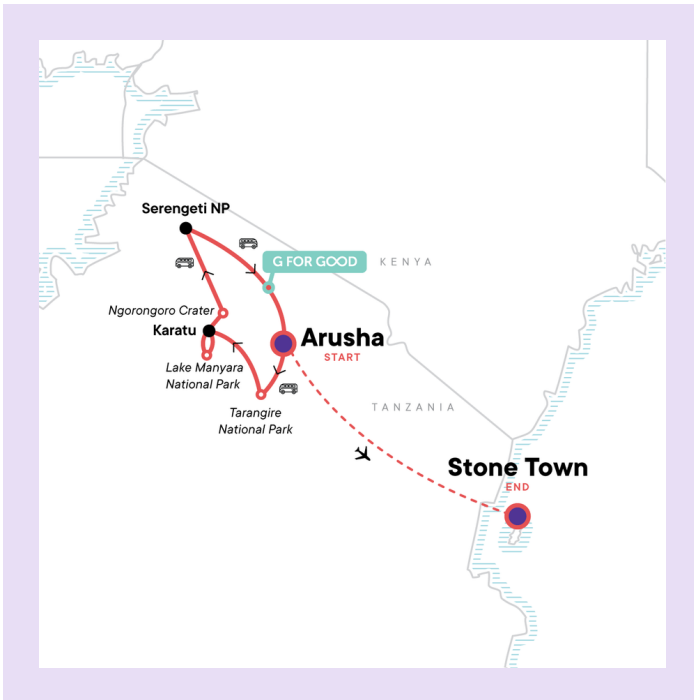 Serengeti NP
G FOR GOOD
KENYA
Ngorongoro Crater
Karatu
Arusha
START
Lake Manyara
National Park
Tarangire
National Park
TANZANIA
Stone Town
END